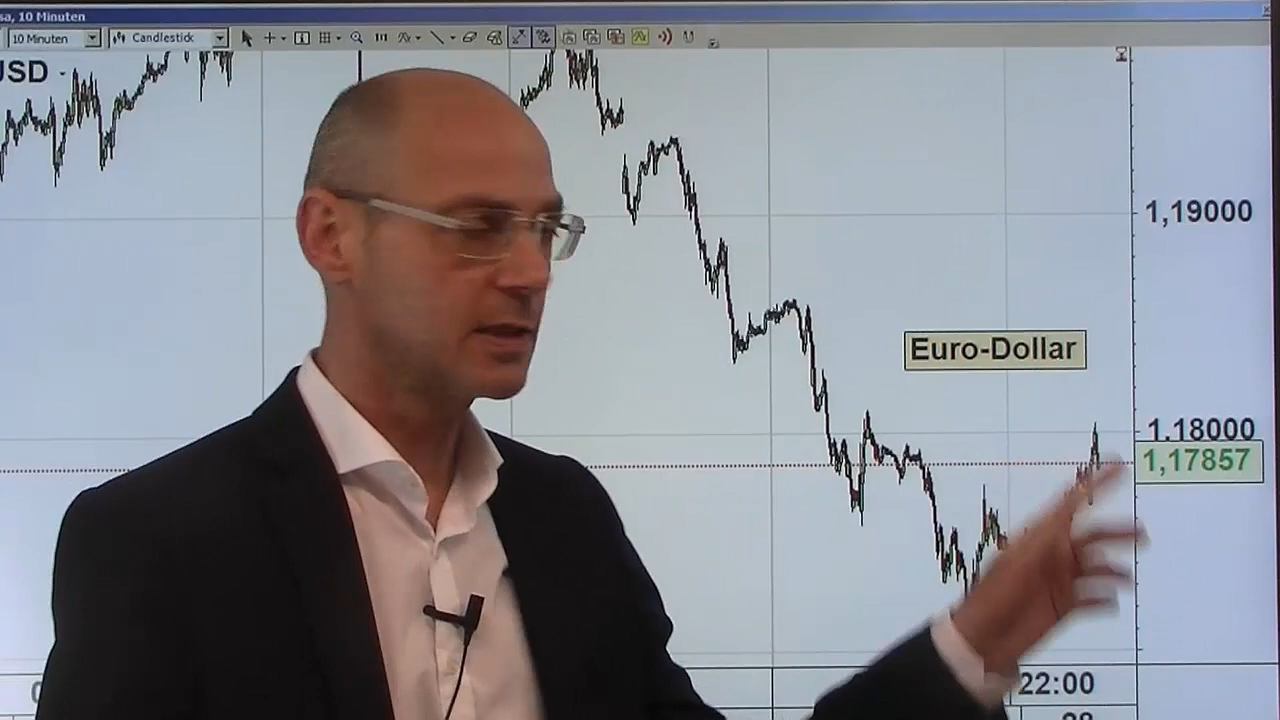 sa, 10 Minuten
10 Minuten
Candlestick
USD -
1,19000
Euro-Dollar
1,18000
1,17857
22:00